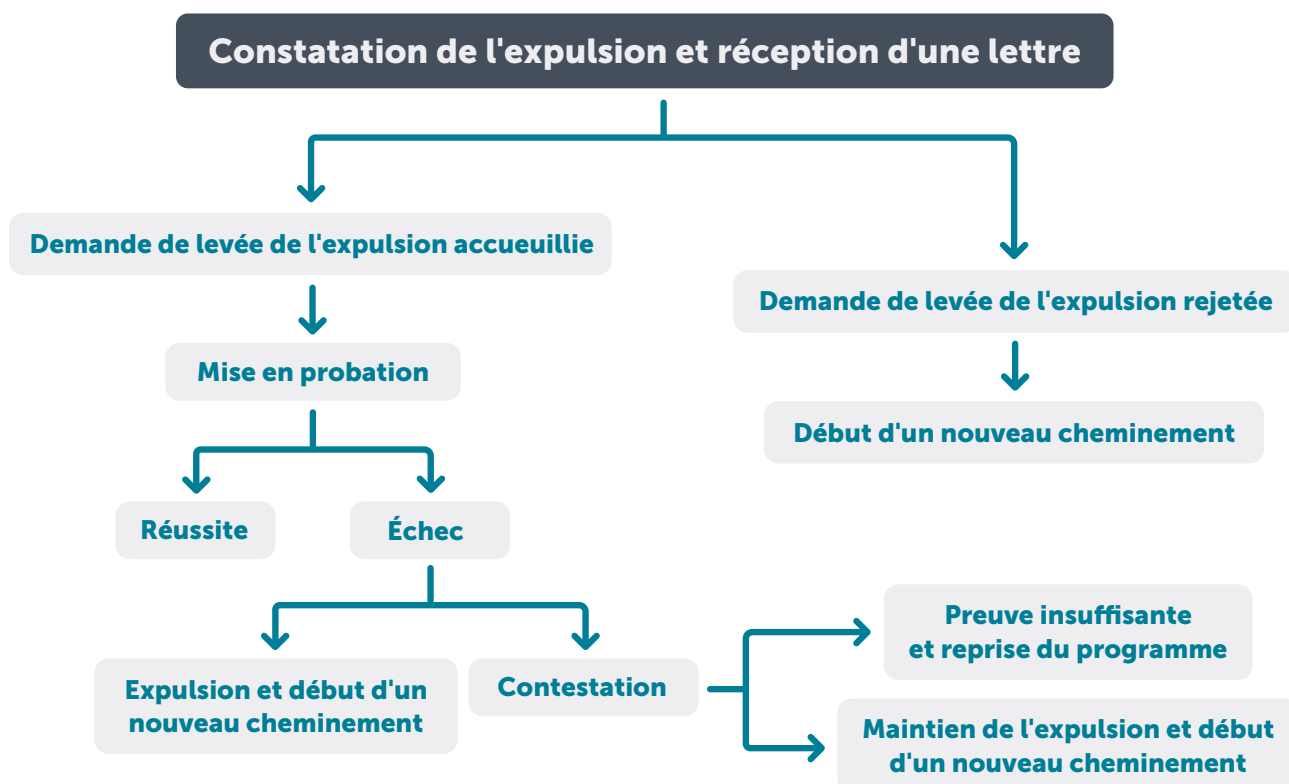 Constatation de l'expulsion et réception d'une lettre
Demande de levée de l'expulsion accueuillie
Demande de levée de l'expulsion rejetée
Mise en probation
Début d'un nouveau cheminement
Réussite
Échec
Preuve insuffisante
et reprise du programme
Expulsion et début d'un
nouveau cheminement
Contestation
Maintien de l'expulsion et début
d'un nouveau cheminement